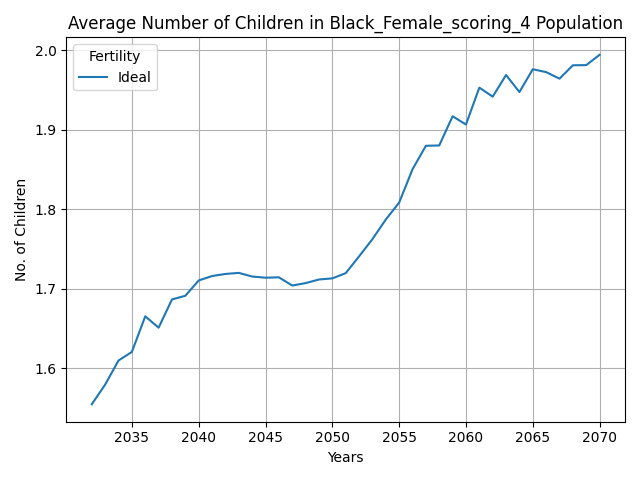 Average Number of Children in Black_Female_scoring_4 Population
Fertility
Ideal
No. of Children
2.0
1.9
1.8
1.7
1.6
2035 2040 2045 2050 2055 2060 2065 2070
Years